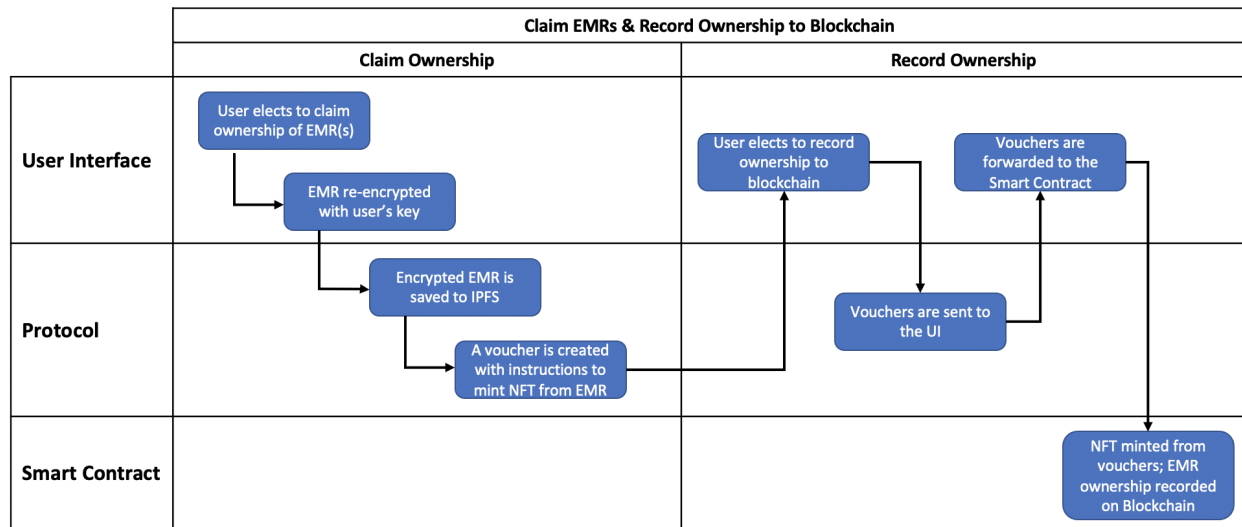 Claim EMRs & Record Ownership to Blockchain
Claim Ownership
Record Ownership
User Interface
User elects to claim
ownership of EMR(s)
EMR re-encrypted
with user's key
User elects to record
ownership to
blockchain
Vouchers are
forwarded to the
Smart Contract
Protocol
Encrypted EMR is
saved to IPFS
A voucher is created
with instructions to
mint NFT from EMR
Vouchers are sent to
the UI
Smart Contract
NFT minted from
vouchers; EMR
ownership recorded
on Blockchain